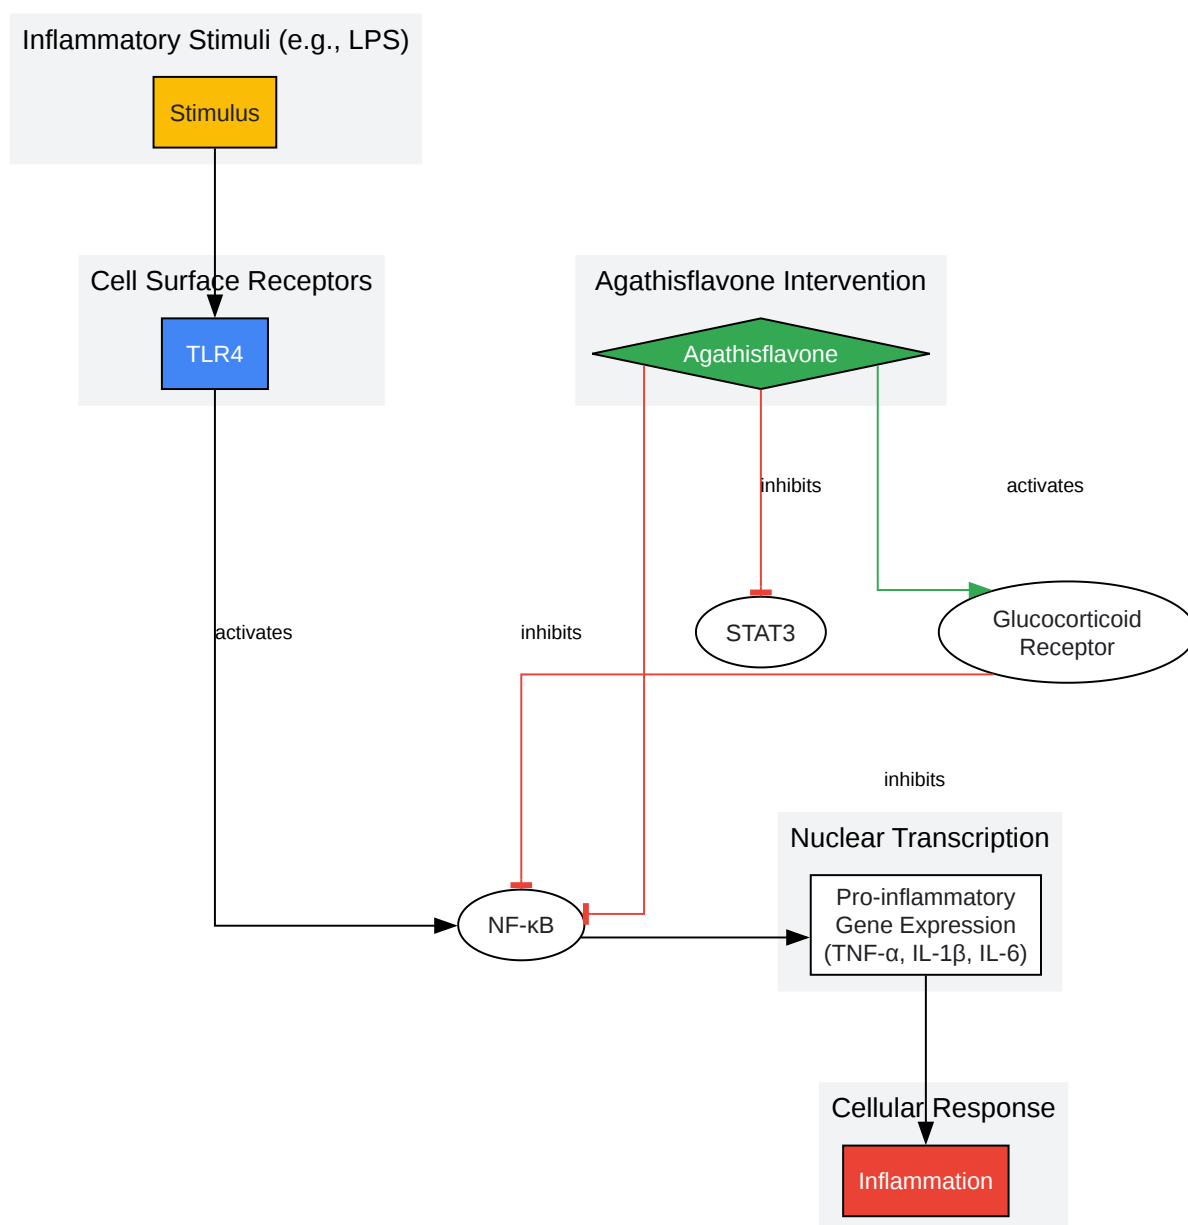 Inflammatory Stimuli (e.g., LPS)
Stimulus
Cell Surface Receptors
TLR4
Agathisflavone Intervention
Agathisflavone
inhibits
activates
activates
inhibits
STAT3
Glucocorticoid
Receptor
inhibits
Nuclear Transcription
NF-κB
Pro-inflammatory
Gene Expression
(TNF-α, IL-1β, IL-6)
Cellular Response
Inflammation